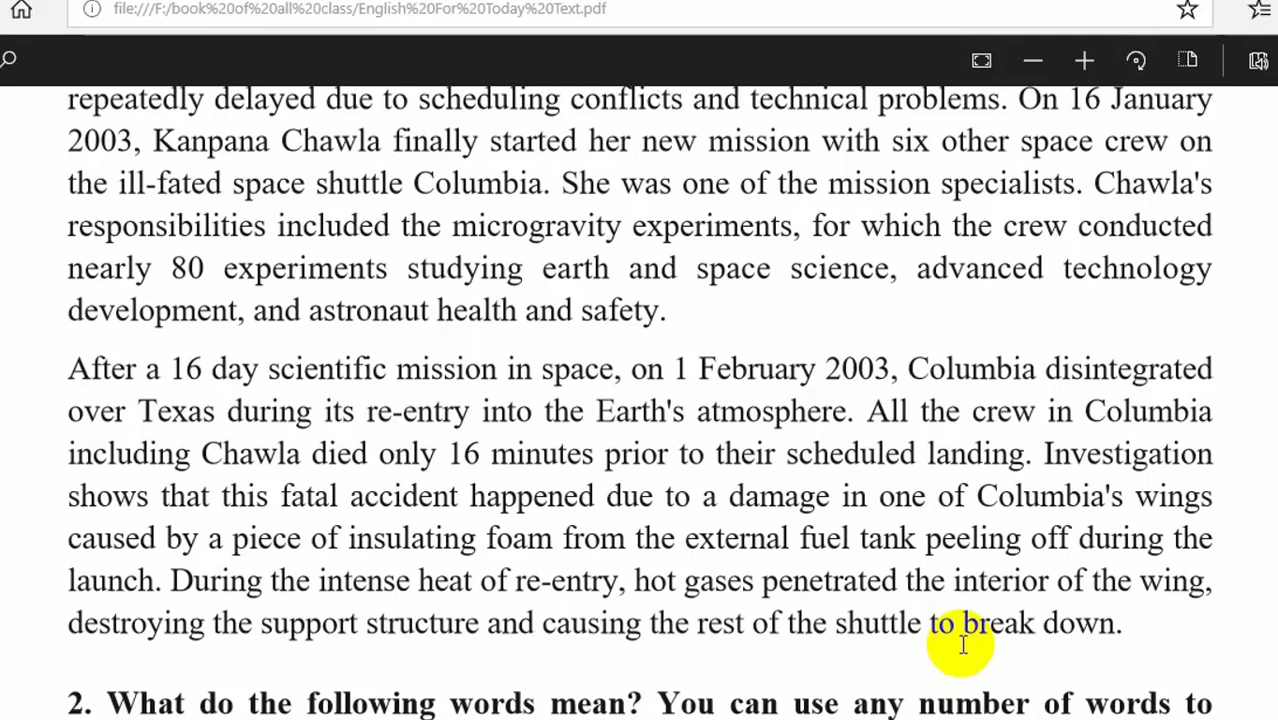 file:///F:/book%20of%20all%20class/English%20For%20Today%20Text.pdf
repeatedly delayed due to scheduling conflicts and technical problems. On 16 January
2003, Kanpana Chawla finally started her new mission with six other space crew on
the ill-fated space shuttle Columbia. She was one of the mission specialists. Chawla's
responsibilities included the microgravity experiments, for which the crew conducted
nearly 80 experiments studying earth and space science, advanced technology
development, and astronaut health and safety.
After a 16 day scientific mission in space, on 1 February 2003, Columbia disintegrated
over Texas during its re-entry into the Earth's atmosphere. All the crew in Columbia
including Chawla died only 16 minutes prior to their scheduled landing. Investigation
shows that this fatal accident happened due to a damage in one of Columbia's wings
caused by a piece of insulating foam from the external fuel tank peeling off during the
launch. During the intense heat of re-entry, hot gases penetrated the interior of the wing,
destroying the support structure and causing the rest of the shuttle to break down.
2. What do the following words mean? You can use any number of words to